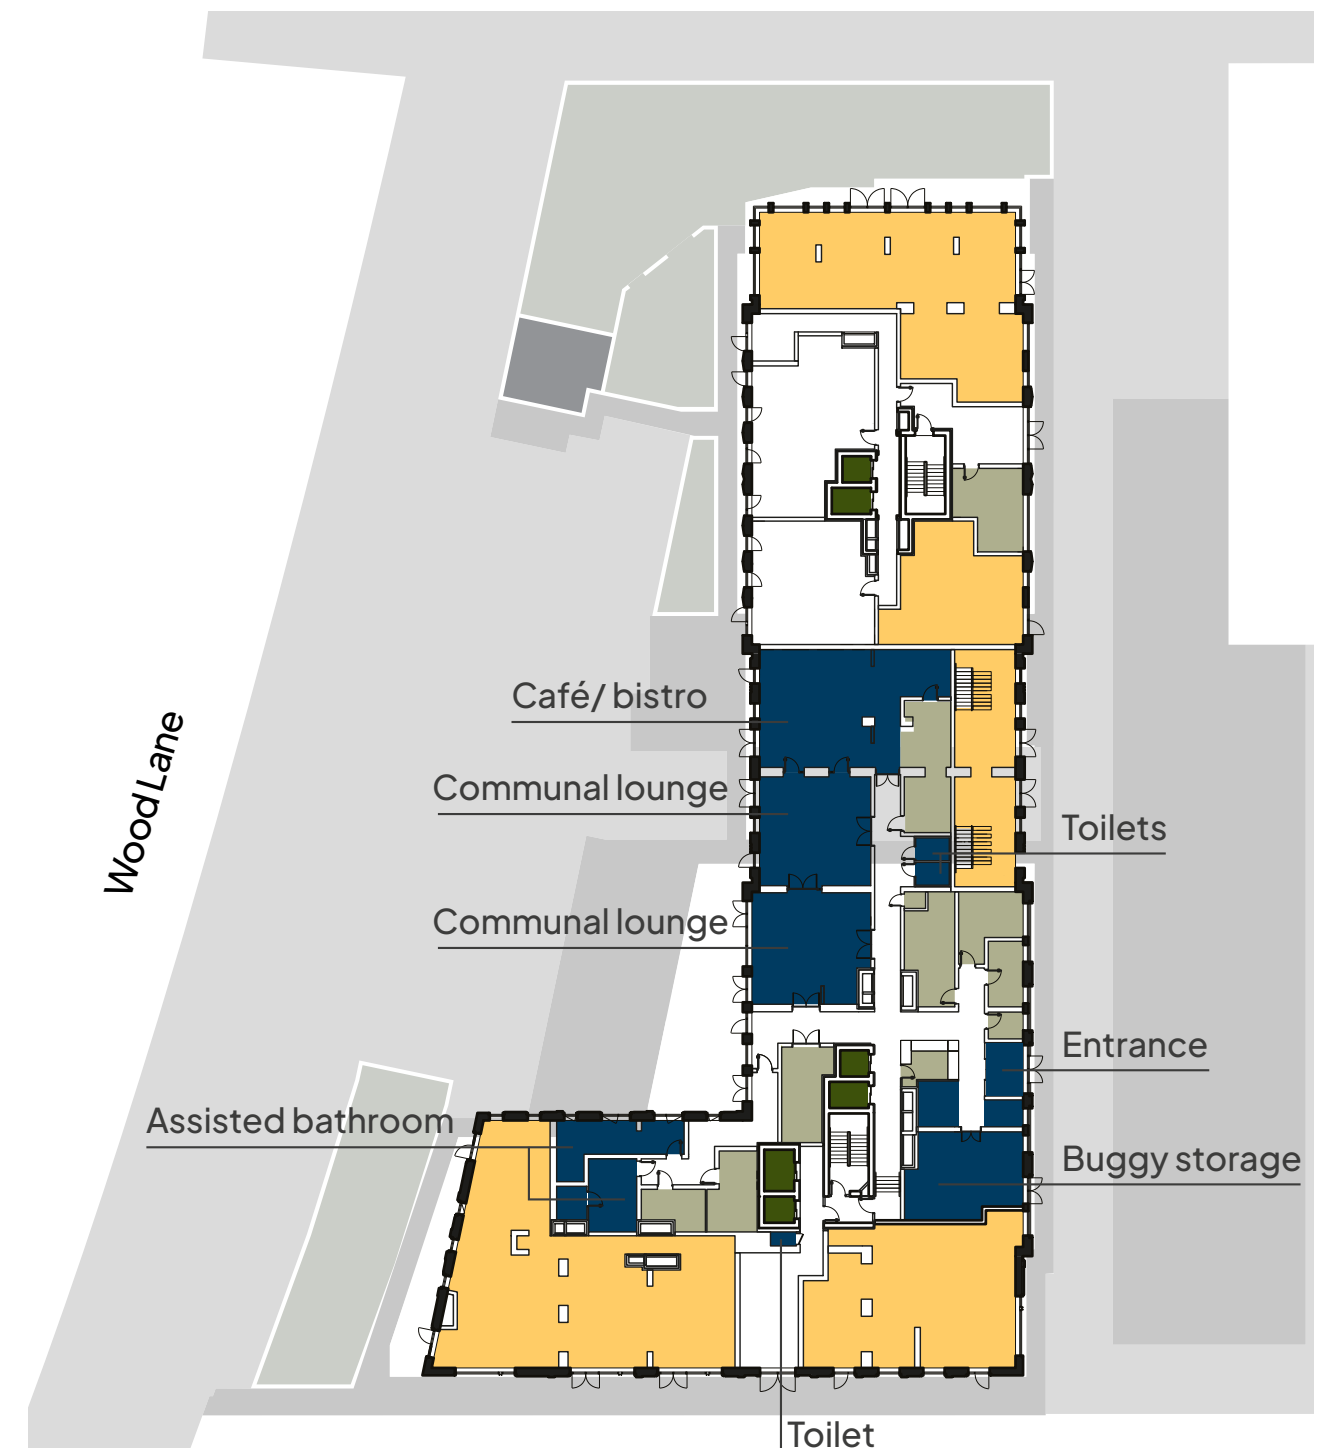 Café/ bistro
Wood Lane
Communal lounge
Toilets
Communal lounge
Entrance
Assisted bathroom
Buggy storage
Toilet